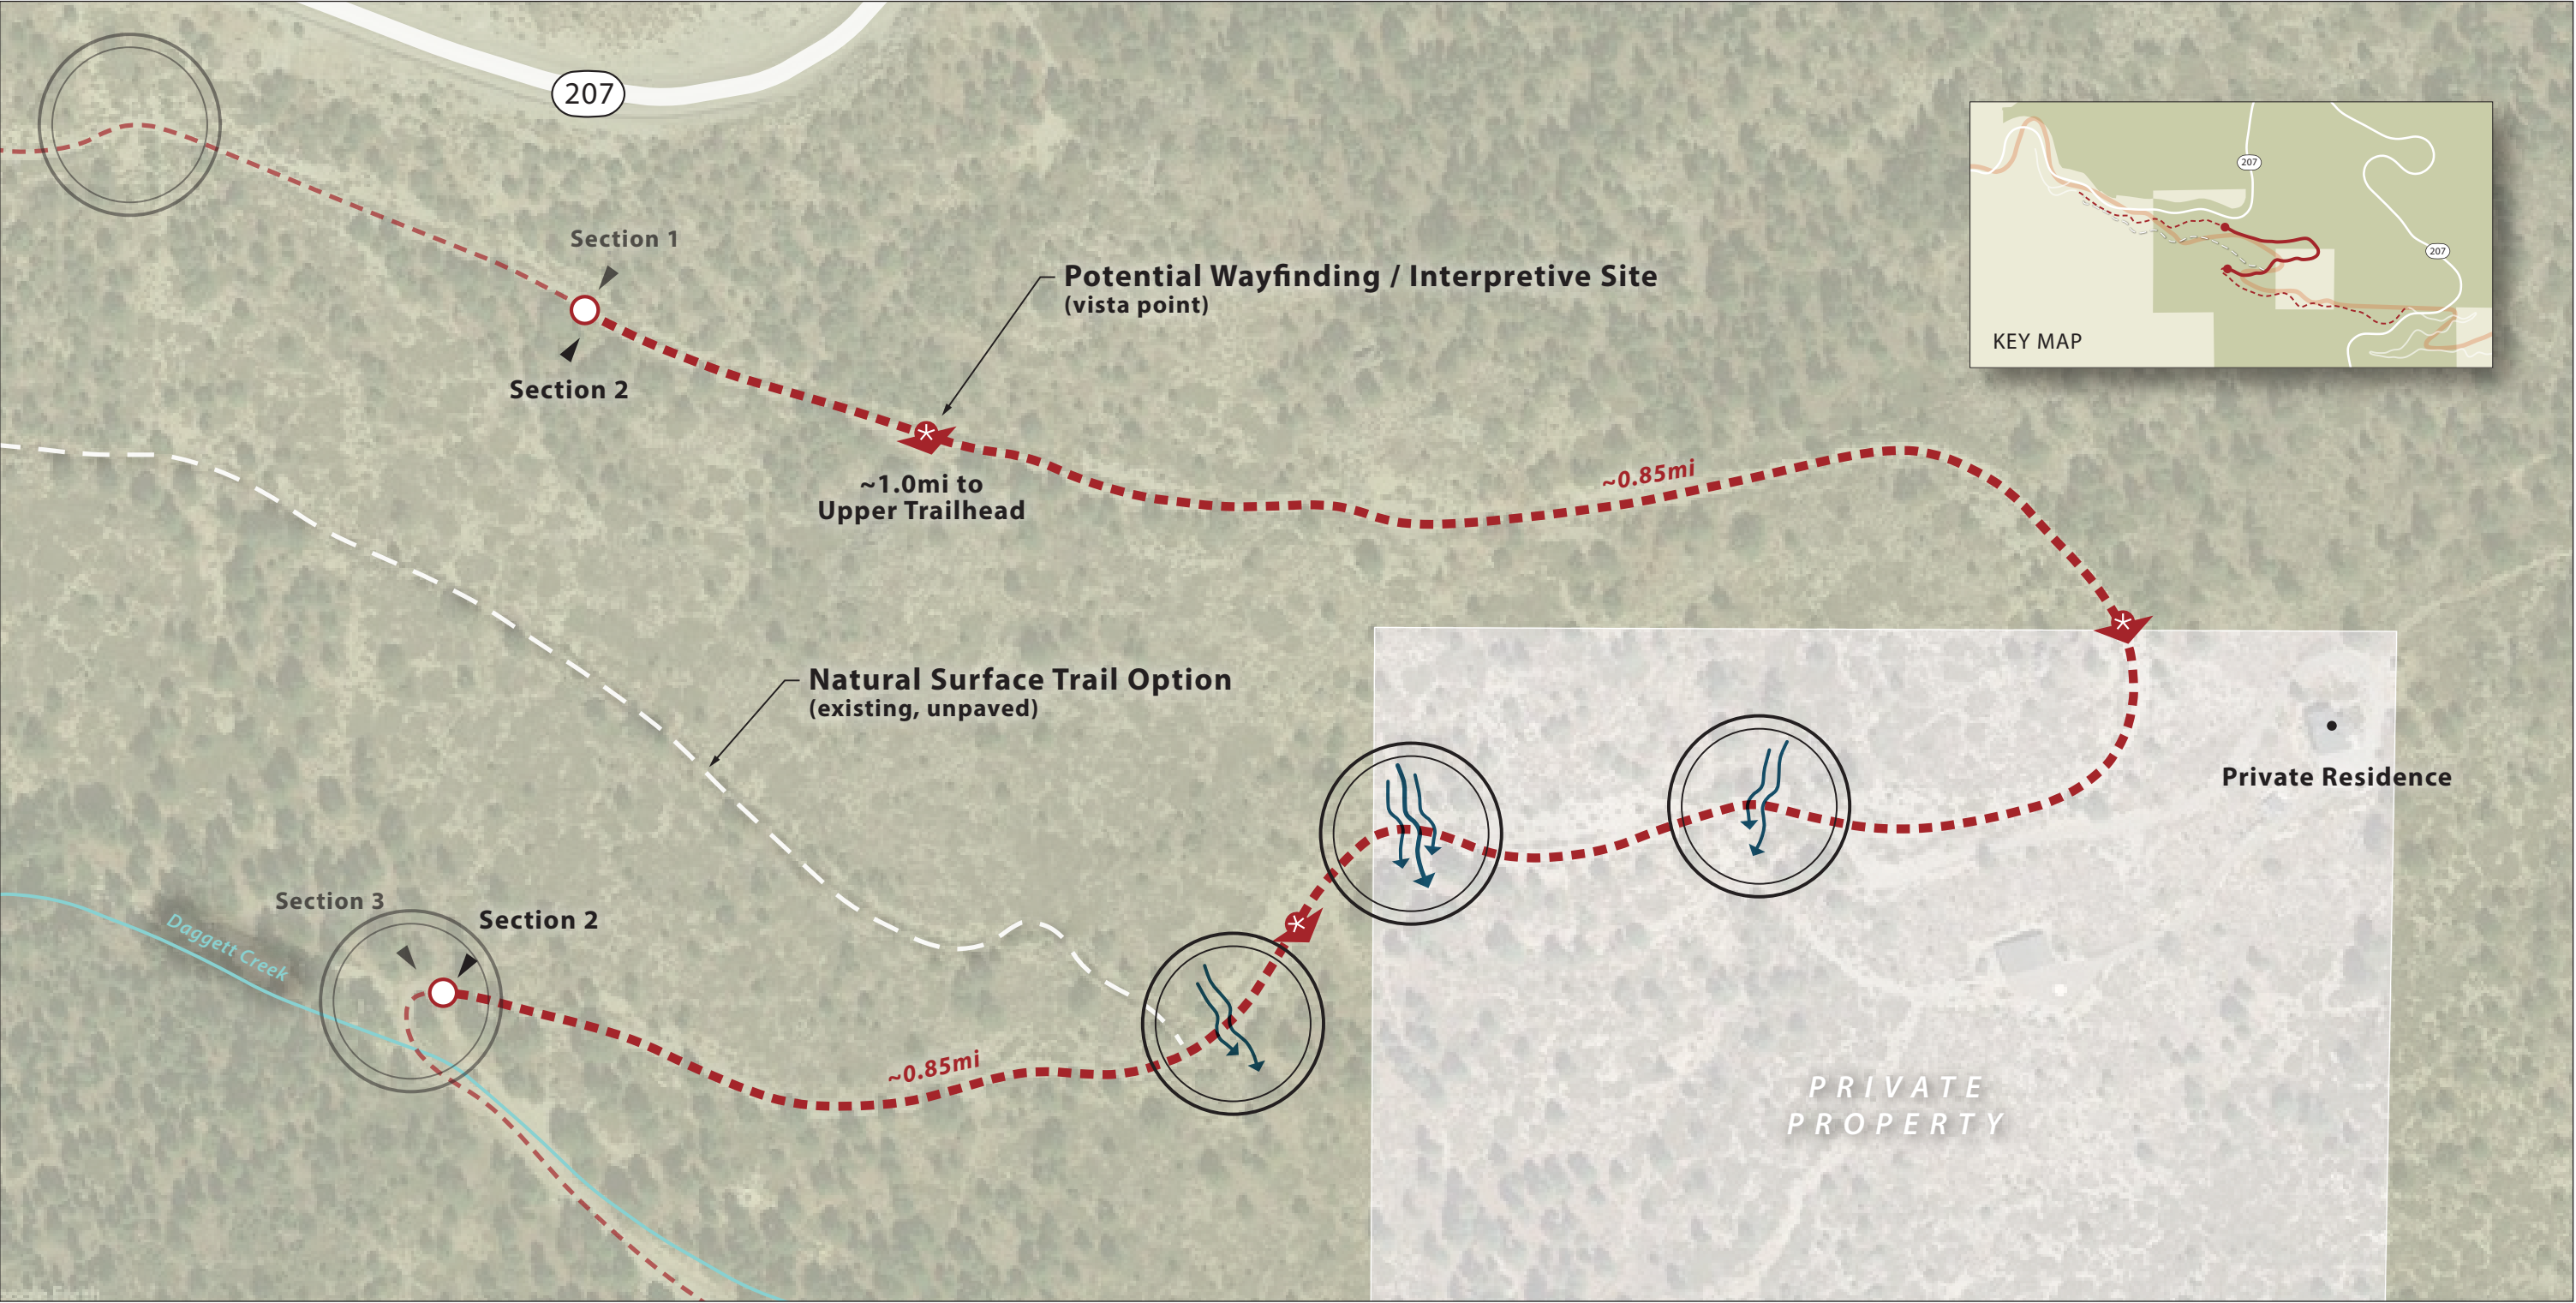 207
Section 1
Section 2
Potential Wayfinding / Interpretive Site
(vista point)
~1.0mi to
Upper Trailhead
~0.85mi
207
207
KEY MAP
Natural Surface Trail Option
(existing, unpaved)
Private Residence
Section 3
Section 2
Daggett Creek
~0.85mi
PRIVATE
PROPERTY